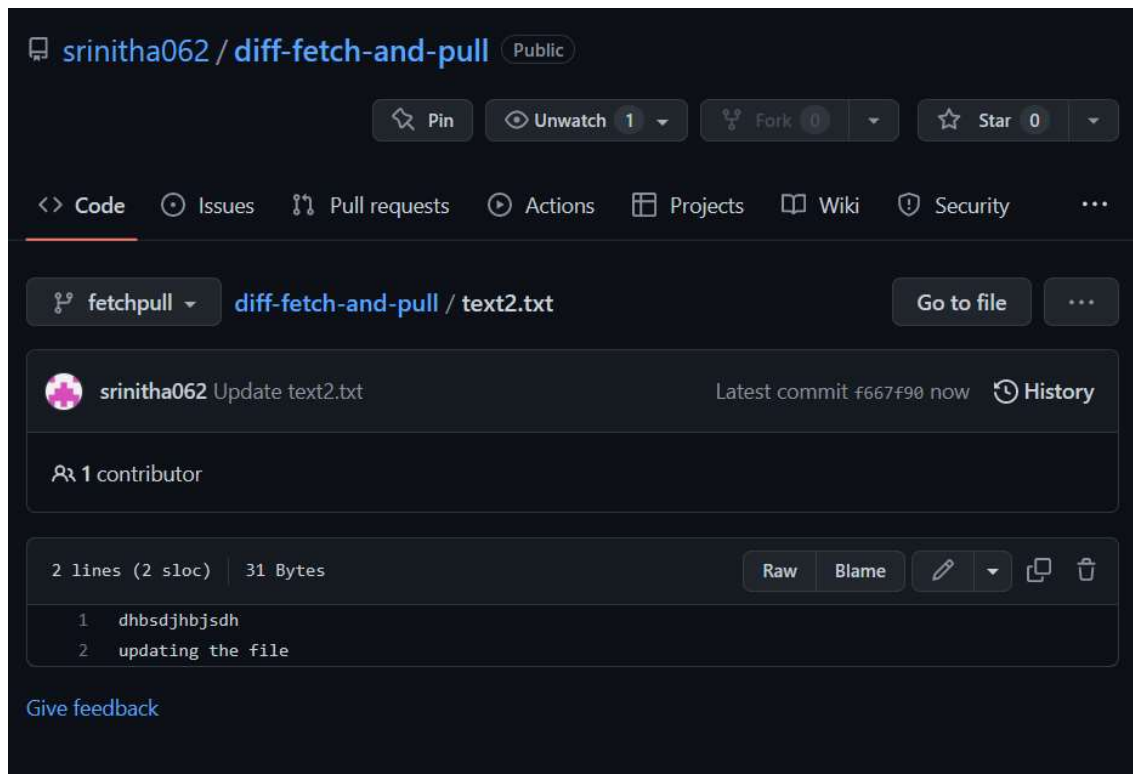 srinitha062 / diff-fetch-and-pull Public
Pin Unwatch 1 Fork 0 Star 0
<> Code Issues Pull requests Actions Projects Wiki Security ...
fetchpull diff-fetch-and-pull / text2.txt Go to file ...
srinitha062 Update text2.txt Latest commit f667f90 now History
1 contributor
2 lines (2 sloc) 31 Bytes Raw Blame
1 dhbsdjhbjsdh
2 updating the file
Give feedback